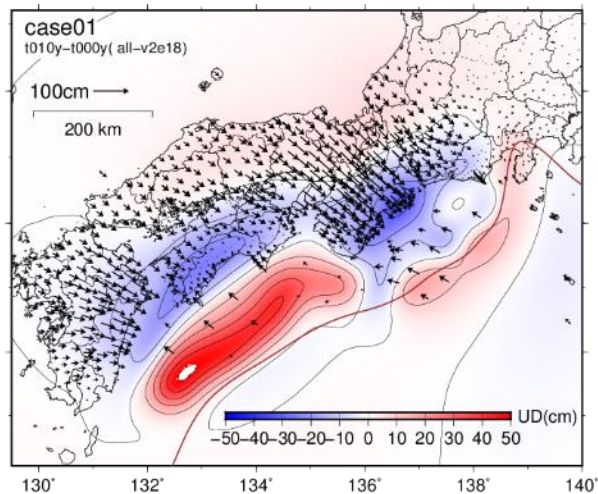 case01
t010y-t000y( all-v2e18)
100cm
200 km
UD(cm)
-50-40-30-20-10 0 10 20 30 40 50
130° 132° 134° 136° 138° 140°